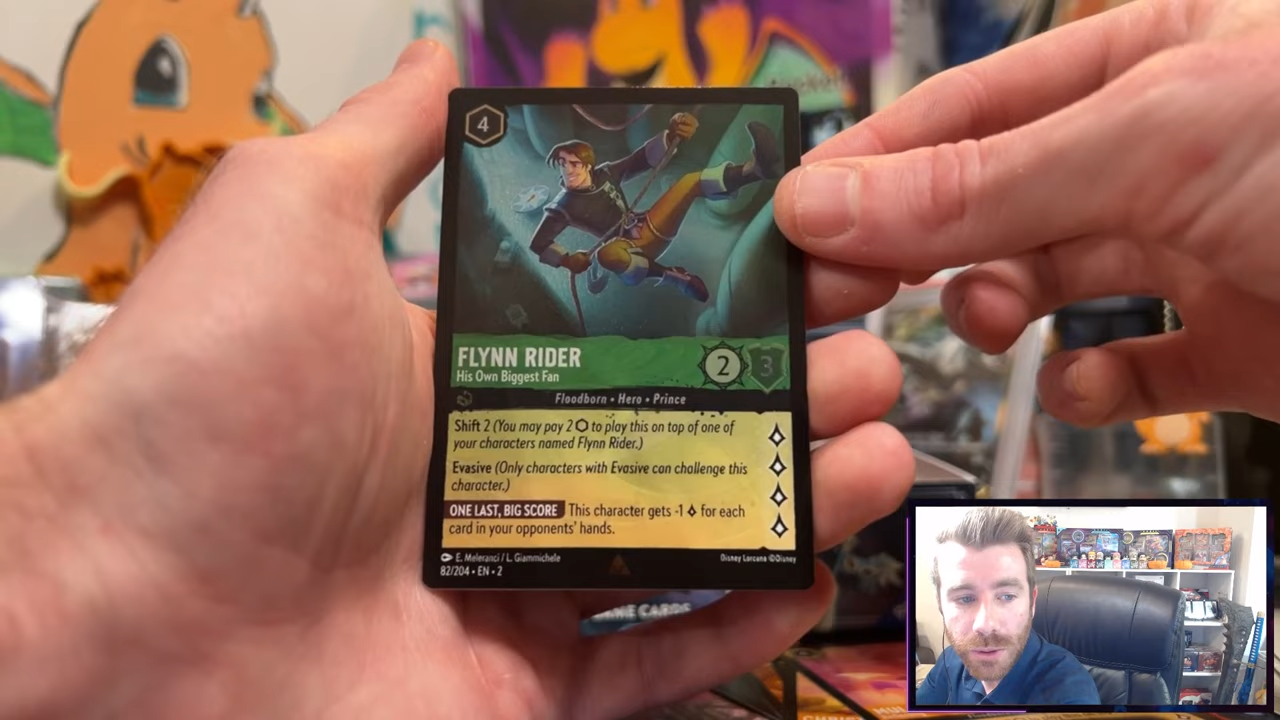 4
FLYNN RIDER
His Own Biggest Fan
2 3
Floodborn • Hero • Prince
Shift 2 (You may pay 2⬡ to play this on top of one of
your characters named Flynn Rider.)
Evasive (Only characters with Evasive can challenge this
character.)
ONE LAST, BIG SCORE This character gets -1 ◊ for each
card in your opponents' hands.
E. Meleranci / L. Giammichele
Disney Lorcana ©Disney
82/204 • EN • 2
GAME CARDS